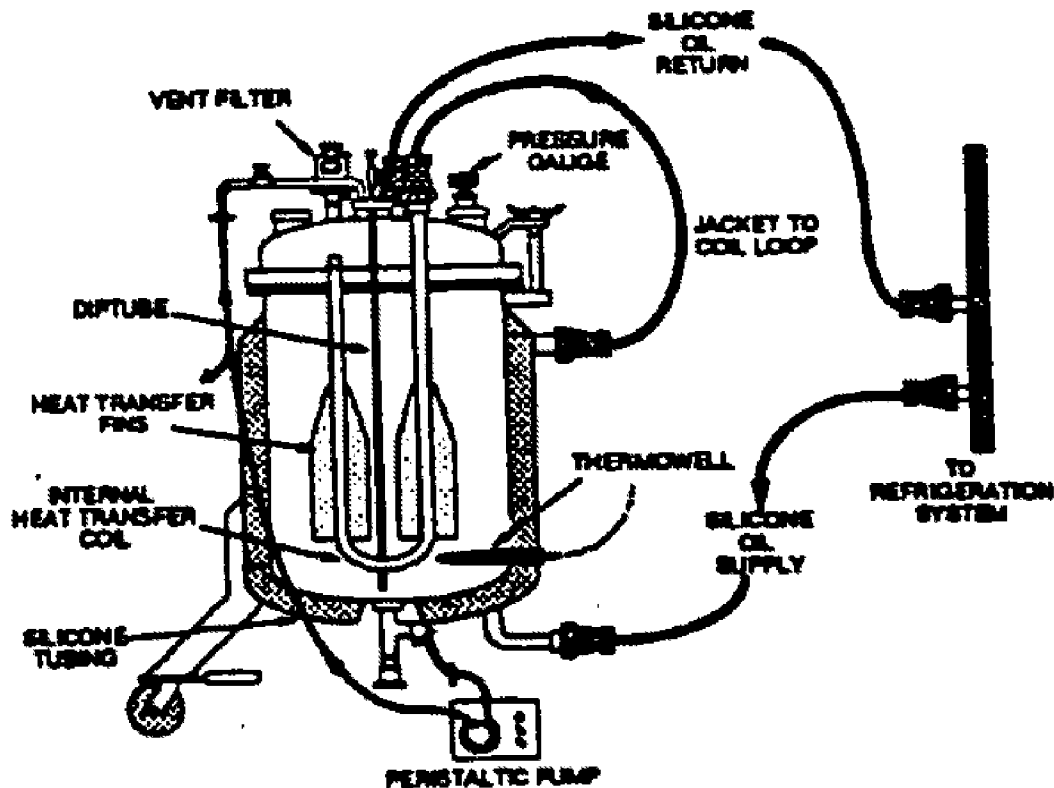 SILICONE
OIL
RETURN
VENT FILTER
PRESSURE
GAUGE
JACKET TO
COIL LOOP
DIPTUBE
HEAT TRANSFER
FINS
THERMOWELL
INTERNAL
HEAT TRANSFER
COIL
TO
REFRIGERATION
SYSTEM
SILICONE
OIL
SUPPLY
SILICONE
TUBING
PERISTALTIC PUMP